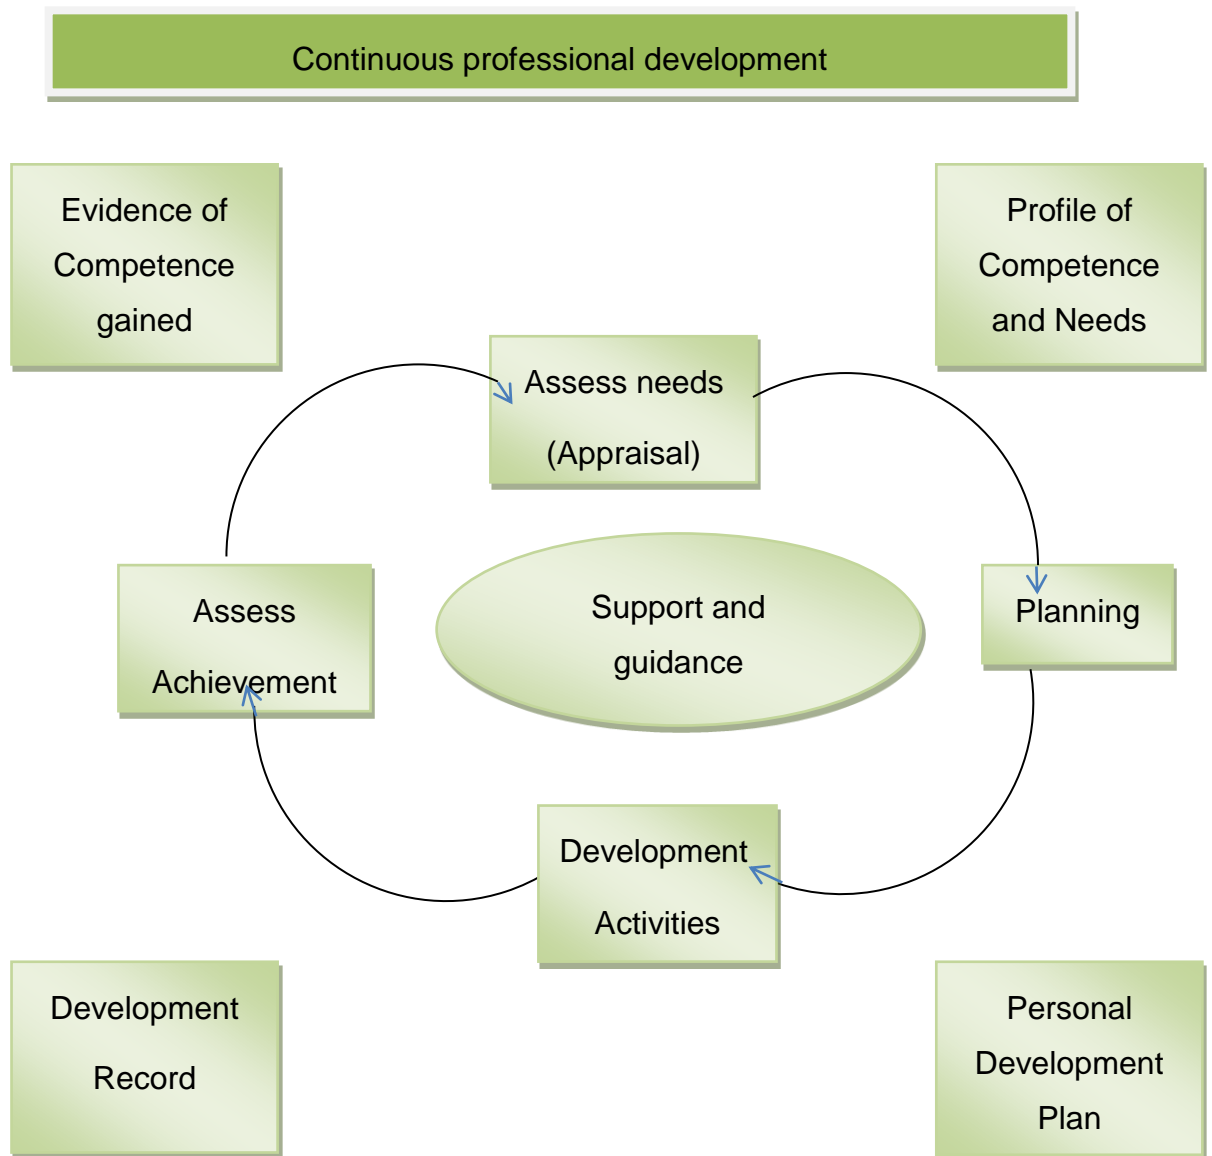 Continuous professional development
Evidence of
Competence
gained
Profile of
Competence
and Needs
Assess needs
(Appraisal)
Assess
Achievement
Support and
guidance
Planning
Development
Activities
Development
Record
Personal
Development
Plan